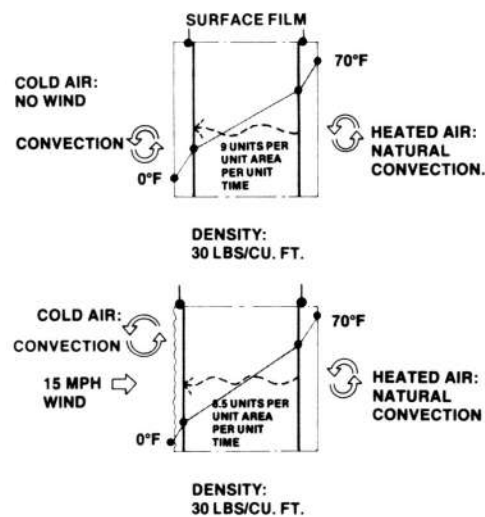 SURFACE FILM
70°F
COLD AIR:
NO WIND
CONVECTION
HEATED AIR:
NATURAL
CONVECTION.
9 UNITS PER
UNIT AREA
PER UNIT
TIME
0°F
DENSITY:
30 LBS/CU. FT.
COLD AIR:
CONVECTION
70°F
15 MPH
WIND
HEATED AIR:
NATURAL
CONVECTION
UNITS PER
UNIT AREA
PER UNIT
TIME
0°F
DENSITY:
30 LBS/CU. FT.